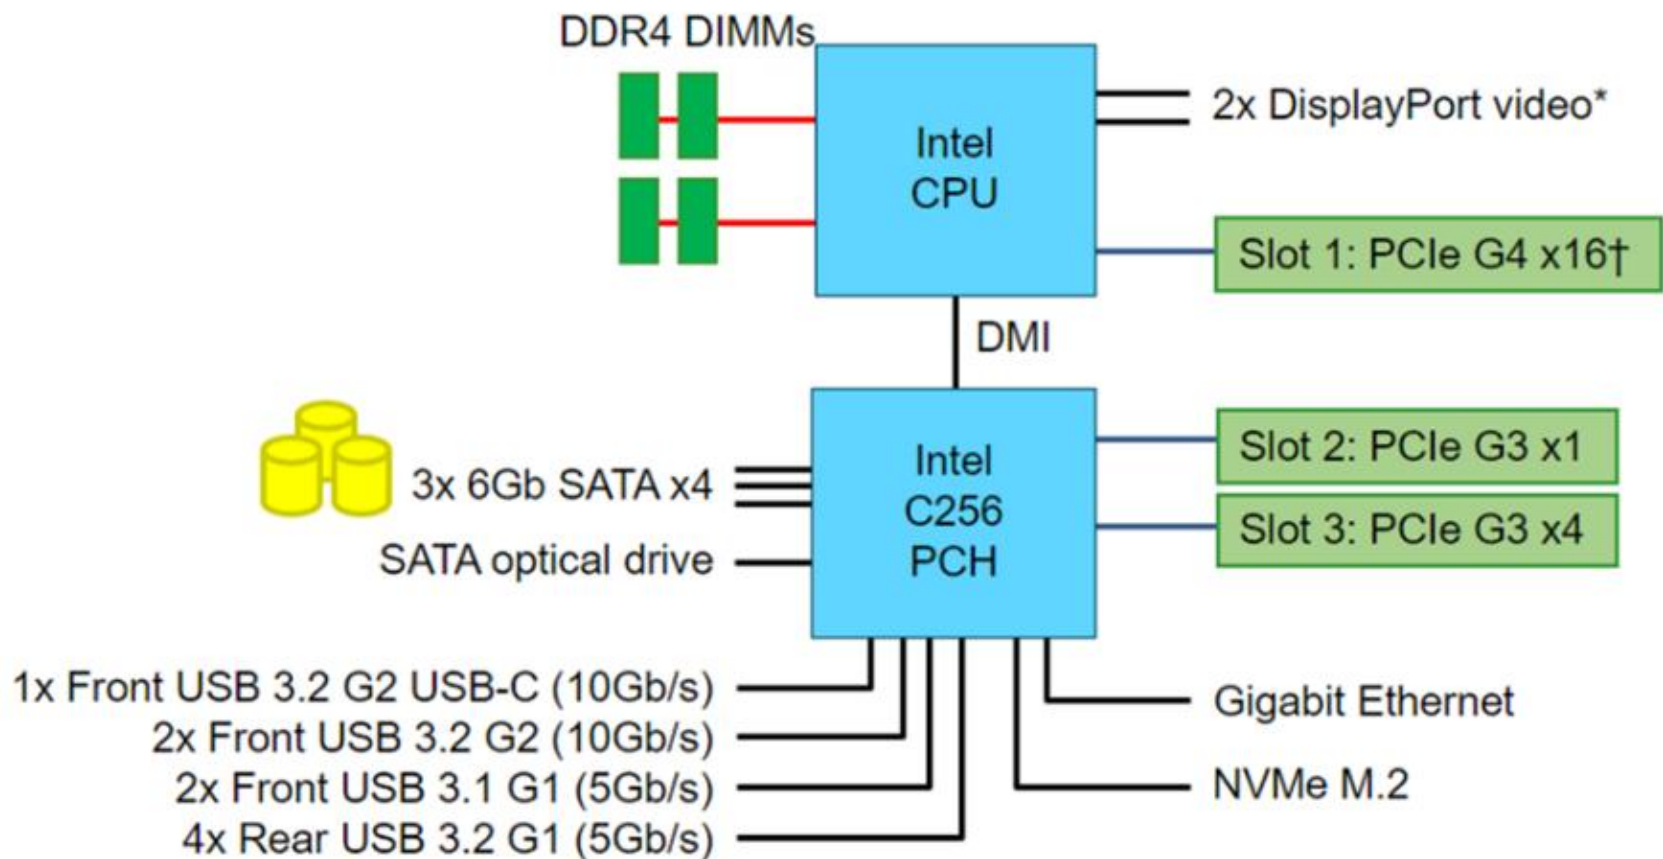 DDR4 DIMMs
Intel
CPU
2x DisplayPort video*
Slot 1: PCIe G4 x16†
DMI
3x 6Gb SATA x4
SATA optical drive
Intel
C256
PCH
Slot 2: PCIe G3 x1
Slot 3: PCIe G3 x4
1x Front USB 3.2 G2 USB-C (10Gb/s)
2x Front USB 3.2 G2 (10Gb/s)
2x Front USB 3.1 G1 (5Gb/s)
4x Rear USB 3.2 G1 (5Gb/s)
Gigabit Ethernet
NVMe M.2